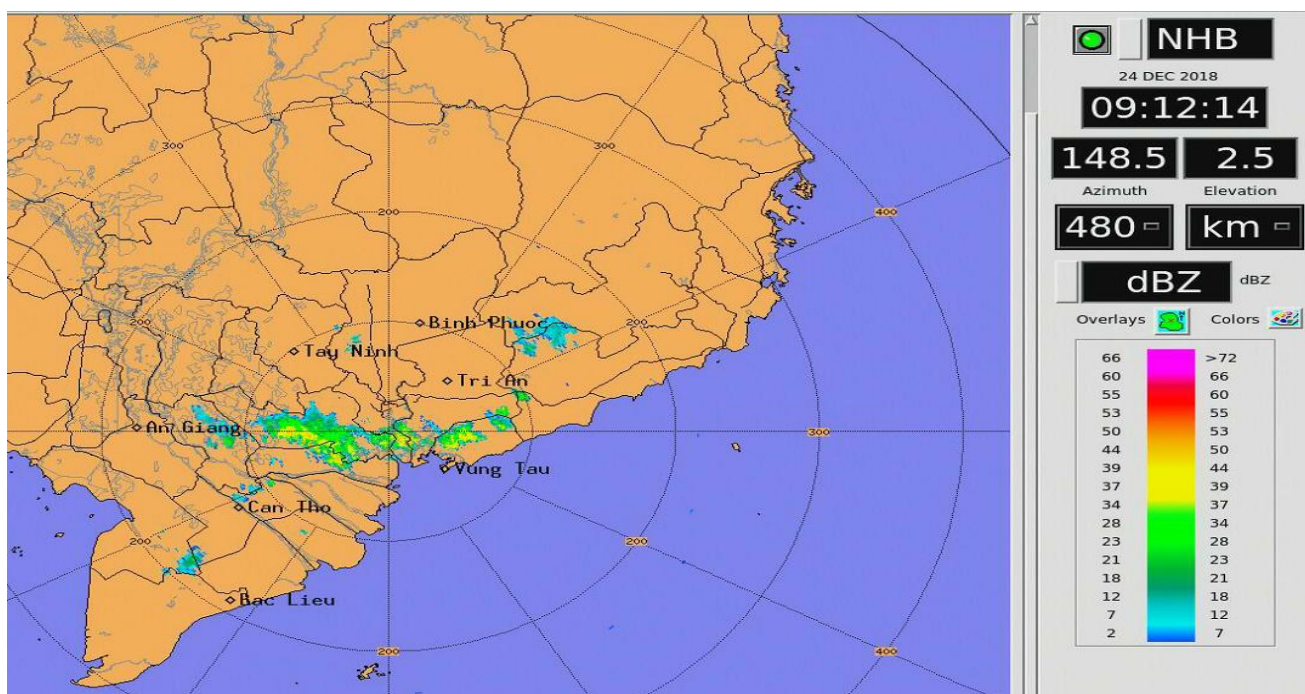 NHB
24 DEC 2018
09:12:14
148.5 2.5
Azimuth Elevation
480 km
dBZ dBZ
Overlays Colors
66 >72
60 66
55 60
53 55
50 53
44 50
39 44
37 39
34 37
28 34
23 28
21 23
18 21
12 18
7 12
2 7
300 300
200 400
200 Binh Phuoc 200
Tay Ninh
Tri An
An Giang 300
Vung Tau
Can Tho
200 200
Bac Lieu
200 400